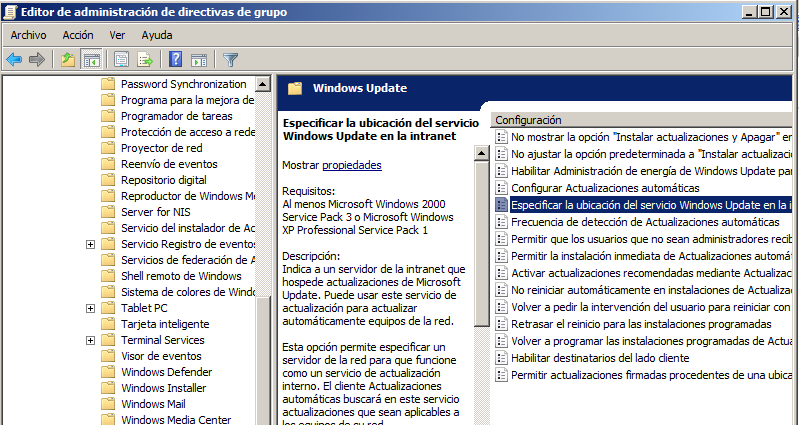 Editor de administración de directivas de grupo
Archivo Acción Ver Ayuda
Password Synchronization
Programa para la mejora de
Programador de tareas
Protección de acceso a rede
Proyector de red
Reenvío de eventos
Repositorio digital
Reproductor de Windows M
Server for NIS
Servicio del instalador de Ac
Servicio Registro de eventos
Servicios de federación de A
Shell remoto de Windows
Sistema de colores de Wind
Tablet PC
Tarjeta inteligente
Terminal Services
Visor de eventos
Windows Defender
Windows Installer
Windows Mail
Windows Media Center
Windows Update
Especificar la ubicación del servicio
Windows Update en la intranet
Mostrar propiedades
Requisitos:
Al menos Microsoft Windows 2000
Service Pack 3 o Microsoft Windows
XP Professional Service Pack 1
Descripción:
Indica a un servidor de la intranet que
hospede actualizaciones de Microsoft
Update. Puede usar este servicio de
actualización para actualizar
automáticamente equipos de la red.
Esta opción permite especificar un
servidor de la red para que funcione
como un servicio de actualización
interno. El cliente Actualizaciones
automáticas buscará en este servicio
actualizaciones que sean aplicables a
los equipos de su red.
Configuración
No mostrar la opción "Instalar actualizaciones y Apagar" en
No ajustar la opción predeterminada a "Instalar actualizacio
Habilitar Administración de energía de Windows Update par
Configurar Actualizaciones automáticas
Especificar la ubicación del servicio Windows Update en la i
Frecuencia de detección de Actualizaciones automáticas
Permitir que los usuarios que no sean administradores recib
Permitir la instalación inmediata de Actualizaciones automá
Activar actualizaciones recomendadas mediante Actualizac
No reiniciar automáticamente en instalaciones de Actualizac
Volver a pedir la intervención del usuario para reiniciar con
Retrasar el reinicio para las instalaciones programadas
Volver a programar las instalaciones programadas de Actua
Habilitar destinatarios del lado cliente
Permitir actualizaciones firmadas procedentes de una ubica